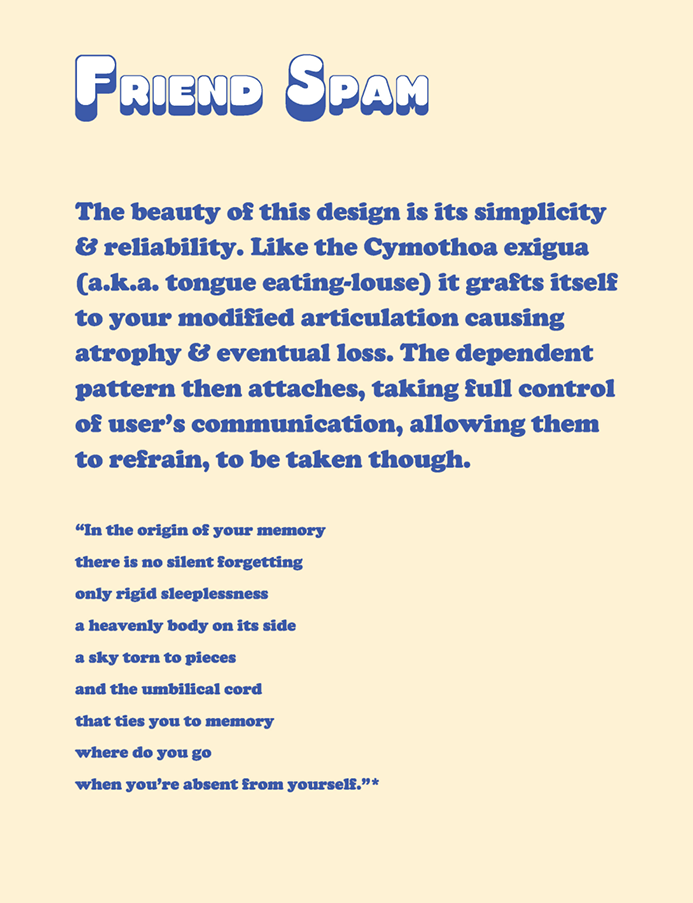 Friend Spam
The beauty of this design is its simplicity
& reliability. Like the Cymothoa exigua
(a.k.a. tongue eating-louse) it grafts itself
to your modified articulation causing
atrophy & eventual loss. The dependent
pattern then attaches, taking full control
of user’s communication, allowing them
to refrain, to be taken though.
“In the origin of your memory
there is no silent forgetting
only rigid sleeplessness
a heavenly body on its side
a sky torn to pieces
and the umbilical cord
that ties you to memory
where do you go
when you’re absent from yourself.”*